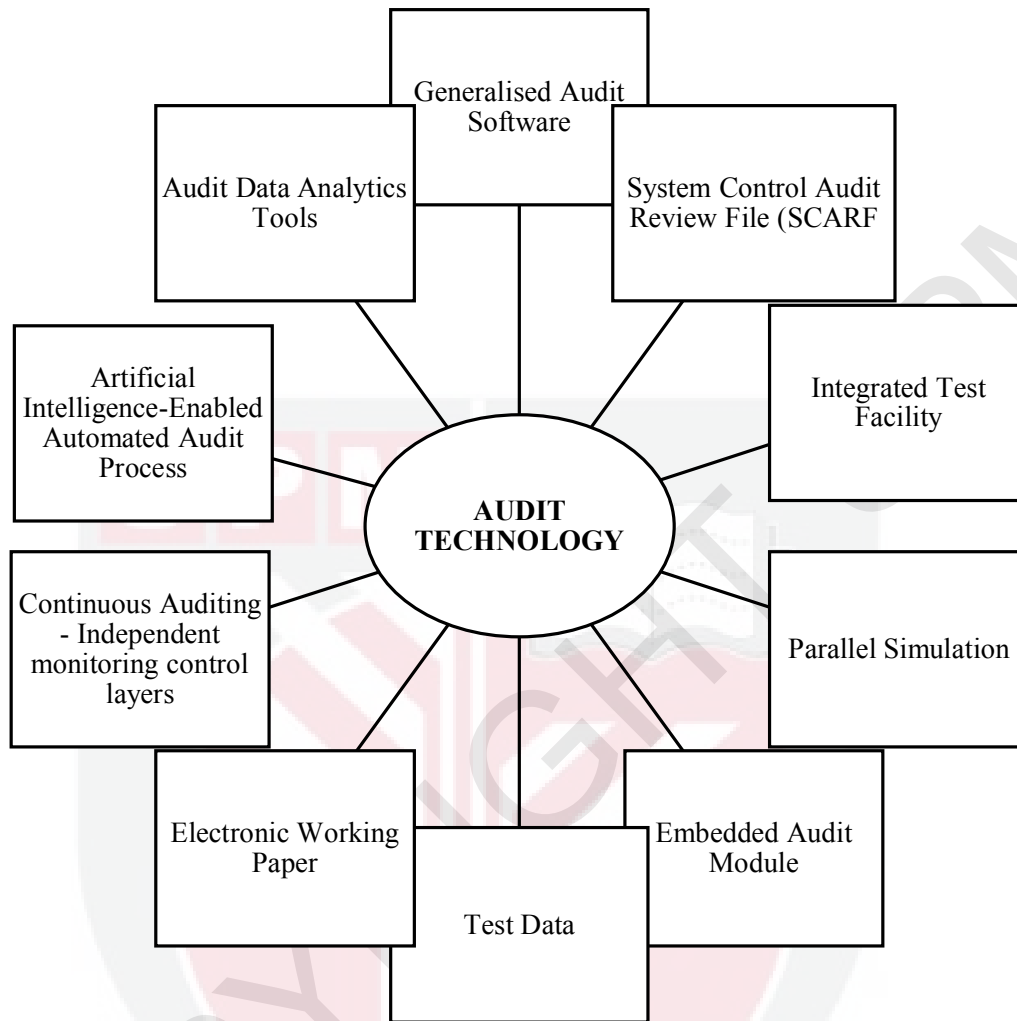 Generalised Audit
Software
Audit Data Analytics
Tools
System Control Audit
Review File (SCARF
Artificial
Intelligence-Enabled
Automated Audit
Process
Integrated Test
Facility
AUDIT
TECHNOLOGY
Continuous Auditing
- Independent
monitoring control
layers
Parallel Simulation
Electronic Working
Paper
Embedded Audit
Module
Test Data